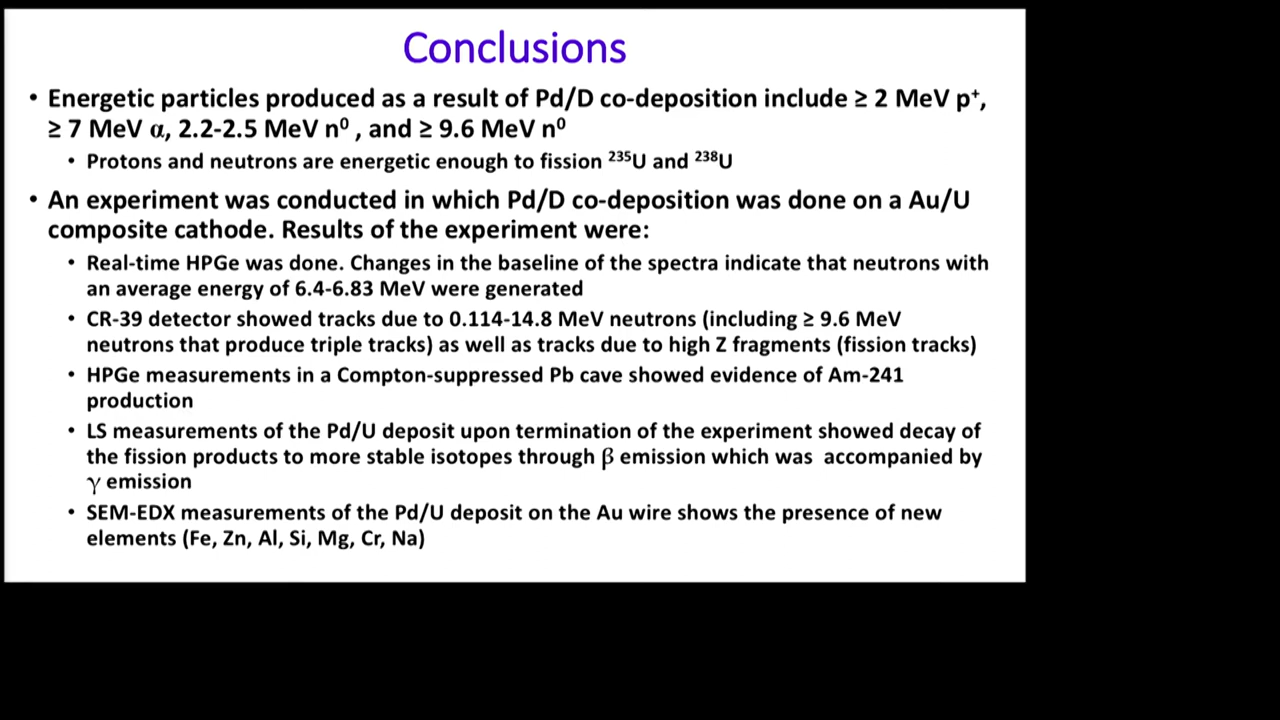 Conclusions
• Energetic particles produced as a result of Pd/D co-deposition include ≥ 2 MeV p⁺,
≥ 7 MeV α, 2.2-2.5 MeV n⁰ , and ≥ 9.6 MeV n⁰
• Protons and neutrons are energetic enough to fission ²³⁵U and ²³⁸U
• An experiment was conducted in which Pd/D co-deposition was done on a Au/U
composite cathode. Results of the experiment were:
• Real-time HPGe was done. Changes in the baseline of the spectra indicate that neutrons with
an average energy of 6.4-6.83 MeV were generated
• CR-39 detector showed tracks due to 0.114-14.8 MeV neutrons (including ≥ 9.6 MeV
neutrons that produce triple tracks) as well as tracks due to high Z fragments (fission tracks)
• HPGe measurements in a Compton-suppressed Pb cave showed evidence of Am-241
production
• LS measurements of the Pd/U deposit upon termination of the experiment showed decay of
the fission products to more stable isotopes through β emission which was  accompanied by
γ emission
• SEM-EDX measurements of the Pd/U deposit on the Au wire shows the presence of new
elements (Fe, Zn, Al, Si, Mg, Cr, Na)